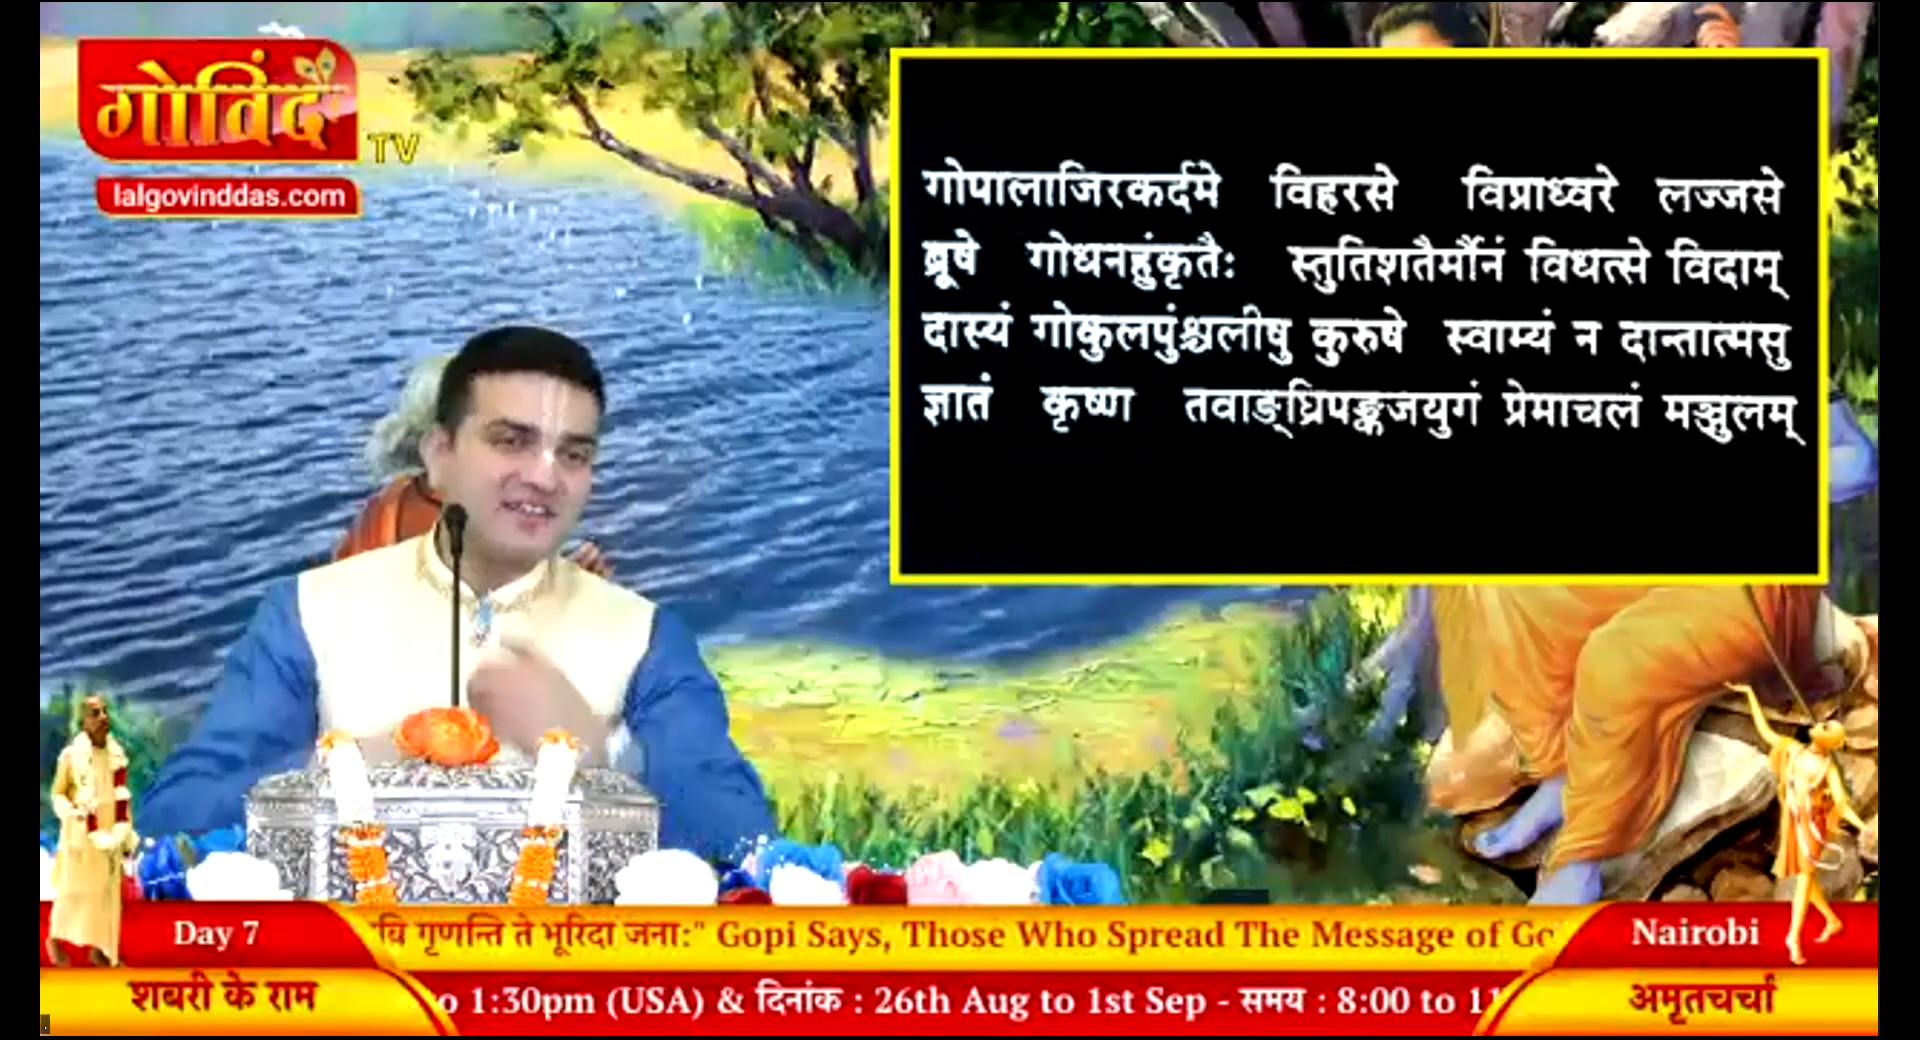 गोविंद
TV
lalgovinddas.com
गोपालाजिरकर्दमे विहरसे विप्राध्वरे लज्जसे
ब्रूषे गोधनहुंकृतैः स्तुतिशतैर्मौनं विधत्से विदाम्
दास्यं गोकुलपुंश्चलीषु कुरुषे स्वाम्यं न दान्तात्मसु
ज्ञातं कृष्ण तवाङ्घ्रिपङ्कजयुगं प्रेमाचलं मञ्जुलम्
Day 7
गृणन्ति ते भूरिदा जना:" Gopi Says, Those Who Spread The Message of
Nairobi
शबरी के राम
1:30pm (USA) & दिनांक : 26th Aug to 1st Sep - समय : 8:00 to
अमृतचर्चा